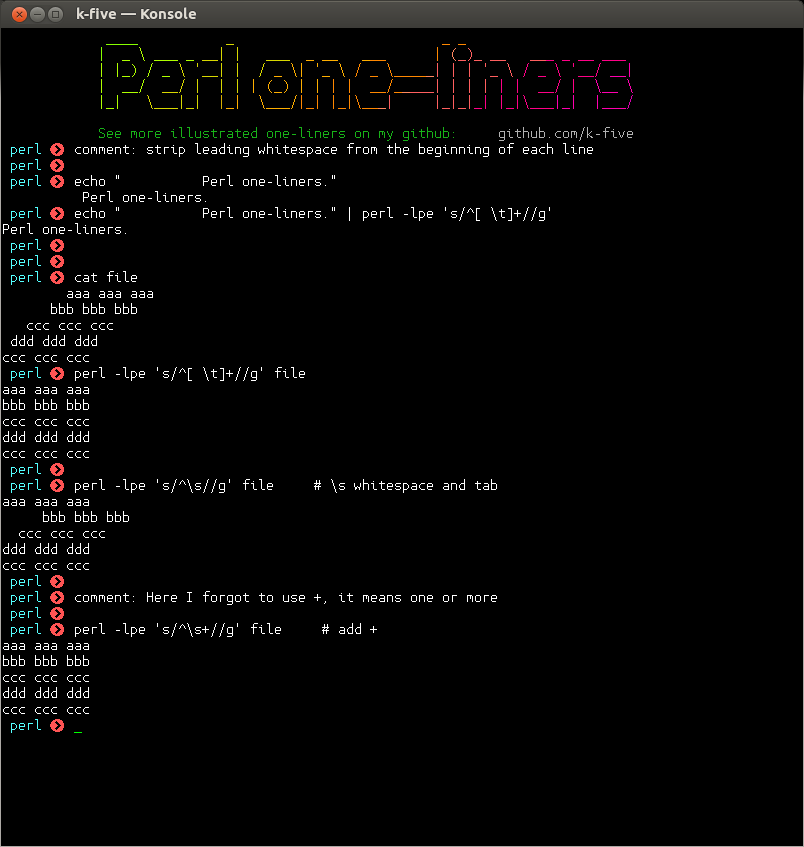 k-five — Konsole
Perl one-liners
See more illustrated one-liners on my github:     github.com/k-five
perl comment: strip leading whitespace from the beginning of each line
perl
perl echo "          Perl one-liners."
          Perl one-liners.
perl echo "          Perl one-liners." | perl -lpe 's/^[ \t]+//g'
Perl one-liners.
perl
perl
perl cat file
        aaa aaa aaa
      bbb bbb bbb
   ccc ccc ccc
 ddd ddd ddd
ccc ccc ccc
perl perl -lpe 's/^[ \t]+//g' file
aaa aaa aaa
bbb bbb bbb
ccc ccc ccc
ddd ddd ddd
ccc ccc ccc
perl
perl perl -lpe 's/^\s//g' file     # \s whitespace and tab
aaa aaa aaa
     bbb bbb bbb
  ccc ccc ccc
ddd ddd ddd
ccc ccc ccc
perl
perl comment: Here I forgot to use +, it means one or more
perl
perl perl -lpe 's/^\s+//g' file     # add +
aaa aaa aaa
bbb bbb bbb
ccc ccc ccc
ddd ddd ddd
ccc ccc ccc
perl _